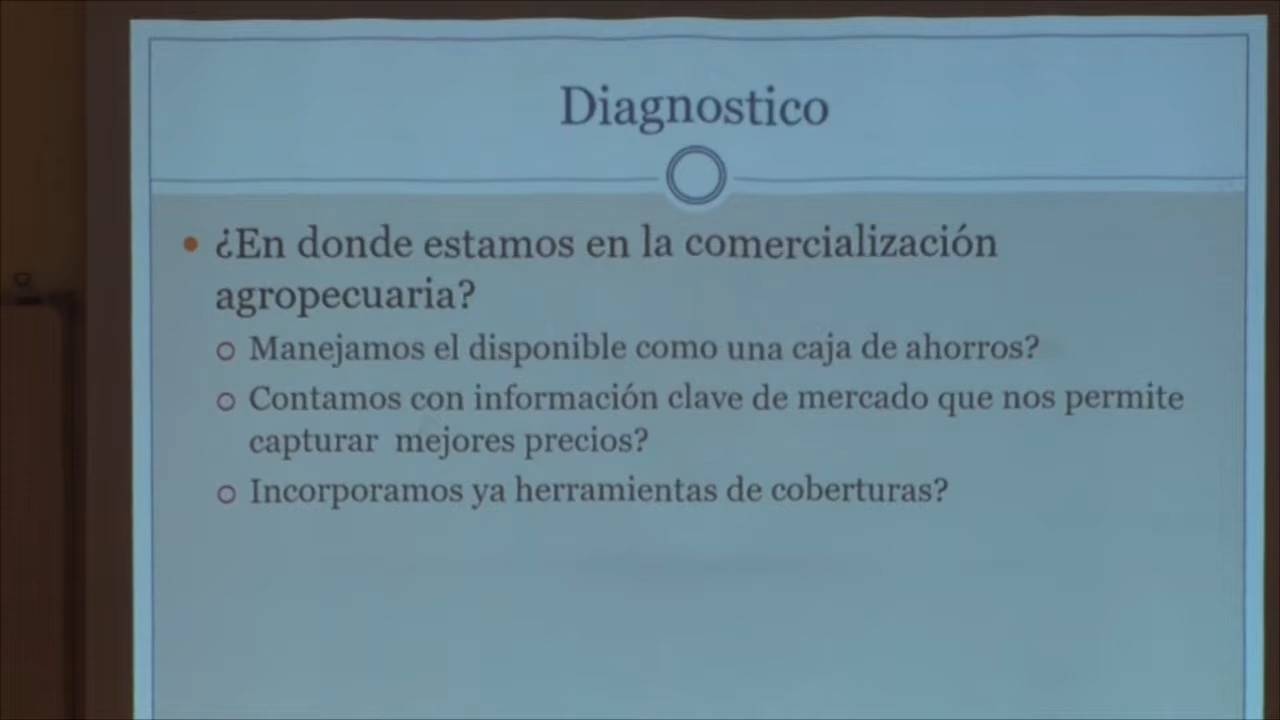 Diagnostico
¿En donde estamos en la comercialización
agropecuaria?
Manejamos el disponible como una caja de ahorros?
Contamos con información clave de mercado que nos permite
capturar mejores precios?
Incorporamos ya herramientas de coberturas?